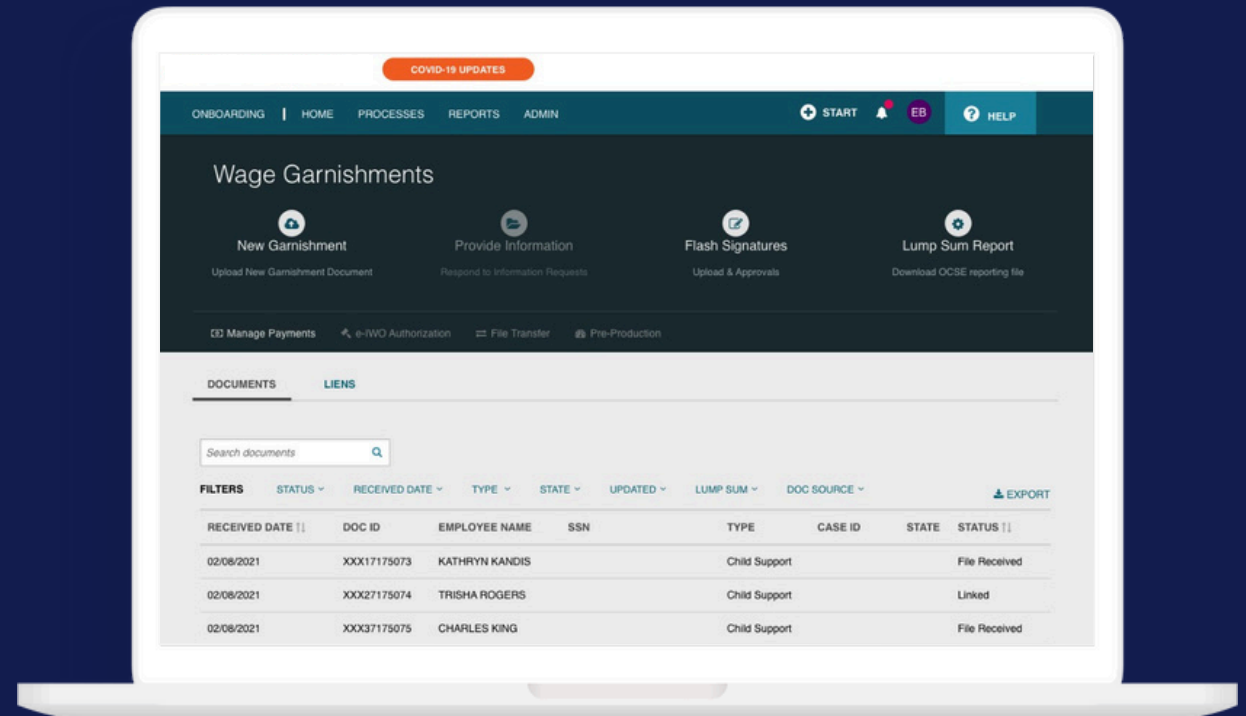 COVID-19 UPDATES
ONBOARDING | HOME PROCESSES REPORTS ADMIN START EB HELP
Wage Garnishments
New Garnishment Provide Information Flash Signatures Lump Sum Report
Upload New Garnishment Document Respond to Information Requests Upload & Approvals Download OCSE reporting file
Manage Payments e-IWO Authorization File Transfer Pre-Production
DOCUMENTS LIENS
Search documents
FILTERS STATUS RECEIVED DATE TYPE STATE UPDATED LUMP SUM DOC SOURCE EXPORT
RECEIVED DATE DOC ID EMPLOYEE NAME SSN TYPE CASE ID STATE STATUS
02/08/2021 XXX17175073 KATHRYN KANDIS Child Support File Received
02/08/2021 XXX27175074 TRISHA ROGERS Child Support Linked
02/08/2021 XXX37175075 CHARLES KING Child Support File Received